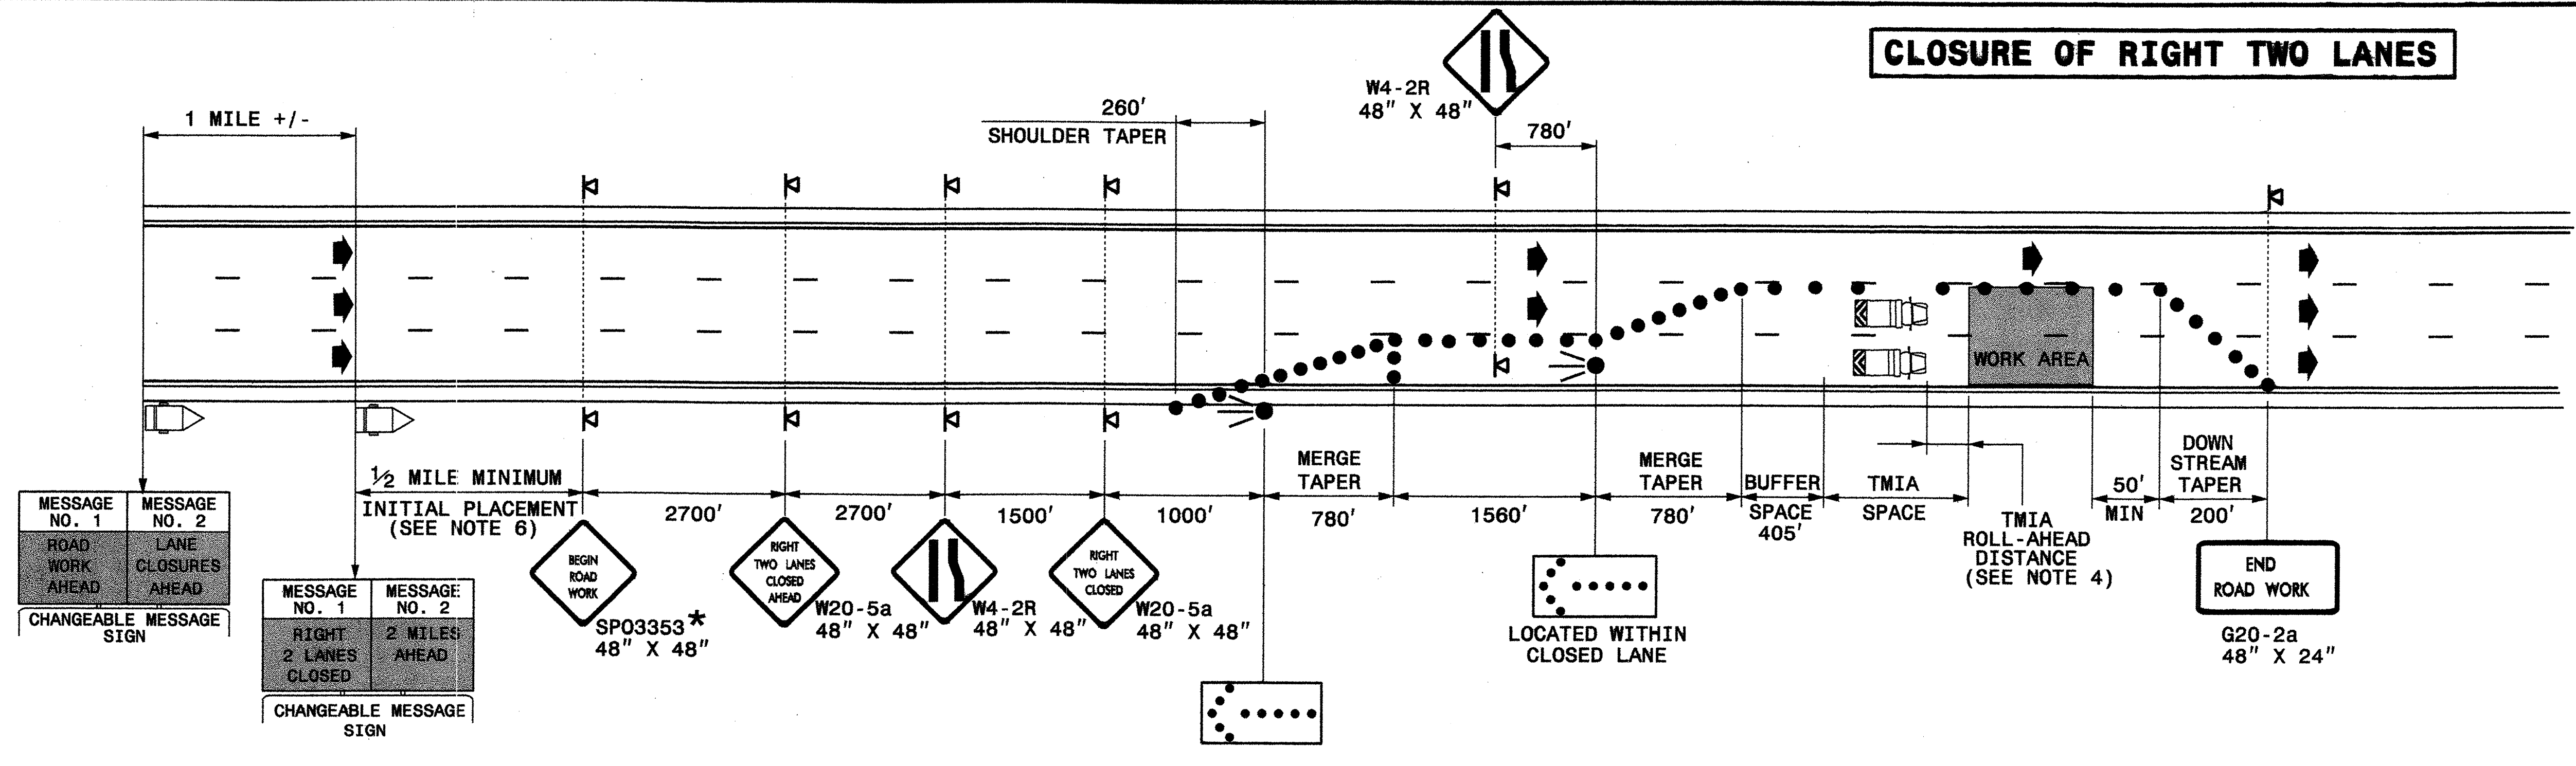 CLOSURE OF RIGHT TWO LANES
W4-2R
48" X 48"
1 MILE +/-
260'
SHOULDER TAPER
780'
WORK AREA
½ MILE MINIMUM
INITIAL PLACEMENT
(SEE NOTE 6)
2700'
2700'
1500'
1000'
MERGE
TAPER
780'
1560'
MERGE
TAPER
780'
BUFFER
SPACE
405'
TMIA
SPACE
TMIA
ROLL-AHEAD
DISTANCE
(SEE NOTE 4)
50'
MIN
DOWN
STREAM
TAPER
200'
MESSAGE
NO. 1
MESSAGE
NO. 2
ROAD
WORK
AHEAD
LANE
CLOSURES
AHEAD
CHANGEABLE MESSAGE
SIGN
MESSAGE
NO. 1
MESSAGE
NO. 2
RIGHT
2 LANES
CLOSED
2 MILES
AHEAD
CHANGEABLE MESSAGE
SIGN
BEGIN
ROAD
WORK
SP03353*
48" X 48"
RIGHT
TWO LANES
CLOSED
AHEAD
W20-5a
48" X 48"
W4-2R
48" X 48"
RIGHT
TWO LANES
CLOSED
W20-5a
48" X 48"
LOCATED WITHIN
CLOSED LANE
END
ROAD WORK
G20-2a
48" X 24"